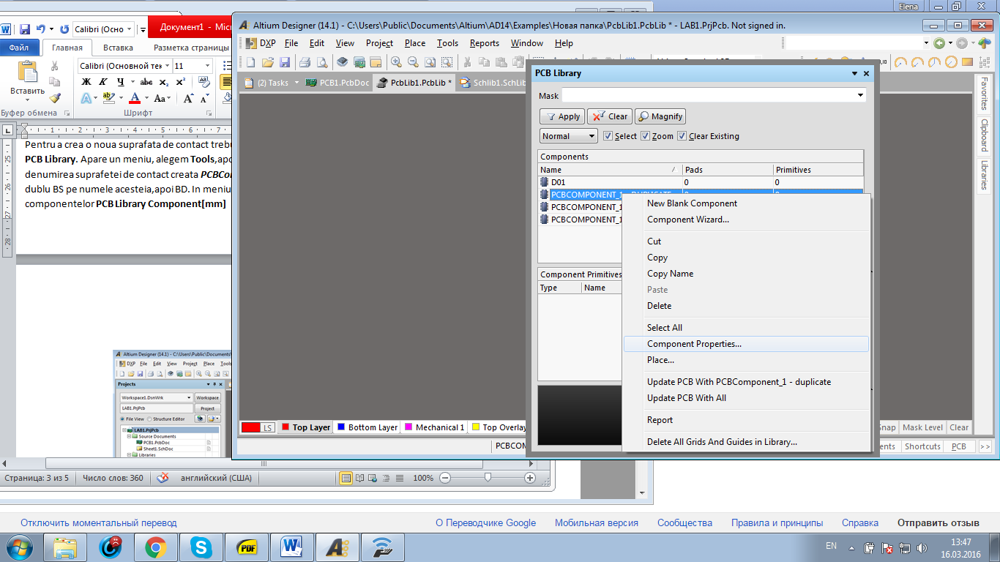 Elena
Calibri (Осно
Документ1 - Micr
Файл Главная Вставка Разметка страницы
Calibri (Основной тек 11
Вставить
Ж К Ч abc x₂ x²
Aa
Буфер обмена Шрифт
Pentru a crea o noua suprafata de contact trebu
PCB Library. Apare un meniu, alegem Tools,apo
denumirea suprafetei de contact creata PCBCo
dublu BS pe numele acesteia,apoi BD. In meniu
componentelor PCB Library Component[mm]
Altium Designer (14.1) - C:\Users\Public\Documents\
DXP File Edit View Project Place Tools
Projects
Workspace1.DsnWrk Workspace
LAB1.PrjPcb Project
File View Structure Editor
LAB1.PrjPcb
Source Documents
PCB1.PcbDoc
Sheet1.SchDoc
Libraries
Страница: 3 из 5 Число слов: 360 английский (США) 100%
Altium Designer (14.1) - C:\Users\Public\Documents\Altium\AD14\Examples\Новая папка\PcbLib1.PcbLib * - LAB1.PrjPcb. Not signed in.
DXP File Edit View Project Place Tools Reports Window Help
(2) Tasks PCB1.PcbDoc PcbLib1.PcbLib * Schlib1.SchLib
PCB Library
Mask
Apply Clear Magnify
Normal Select Zoom Clear Existing
Components
Name Pads Primitives
D01 0 0
PCBCOMPONENT_1 - DUPLICATE 0 0
PCBCOMPONENT_1
PCBCOMPONENT_1
Component Primitives
Type Name
New Blank Component
Component Wizard...
Cut
Copy
Copy Name
Paste
Delete
Select All
Component Properties...
Place...
Update PCB With PCBComponent_1 - duplicate
Update PCB With All
Report
Delete All Grids And Guides in Library...
Favorites
Clipboard
Libraries
LS Top Layer Bottom Layer Mechanical 1 Top Overlay Snap Mask Level Clear
PCBCOM Shortcuts PCB >>
Отключить моментальный перевод О Переводчике Google Мобильная версия Сообщества Правила и принципы Справка Отправить отзыв
PDF
EN
13:47
16.03.2016